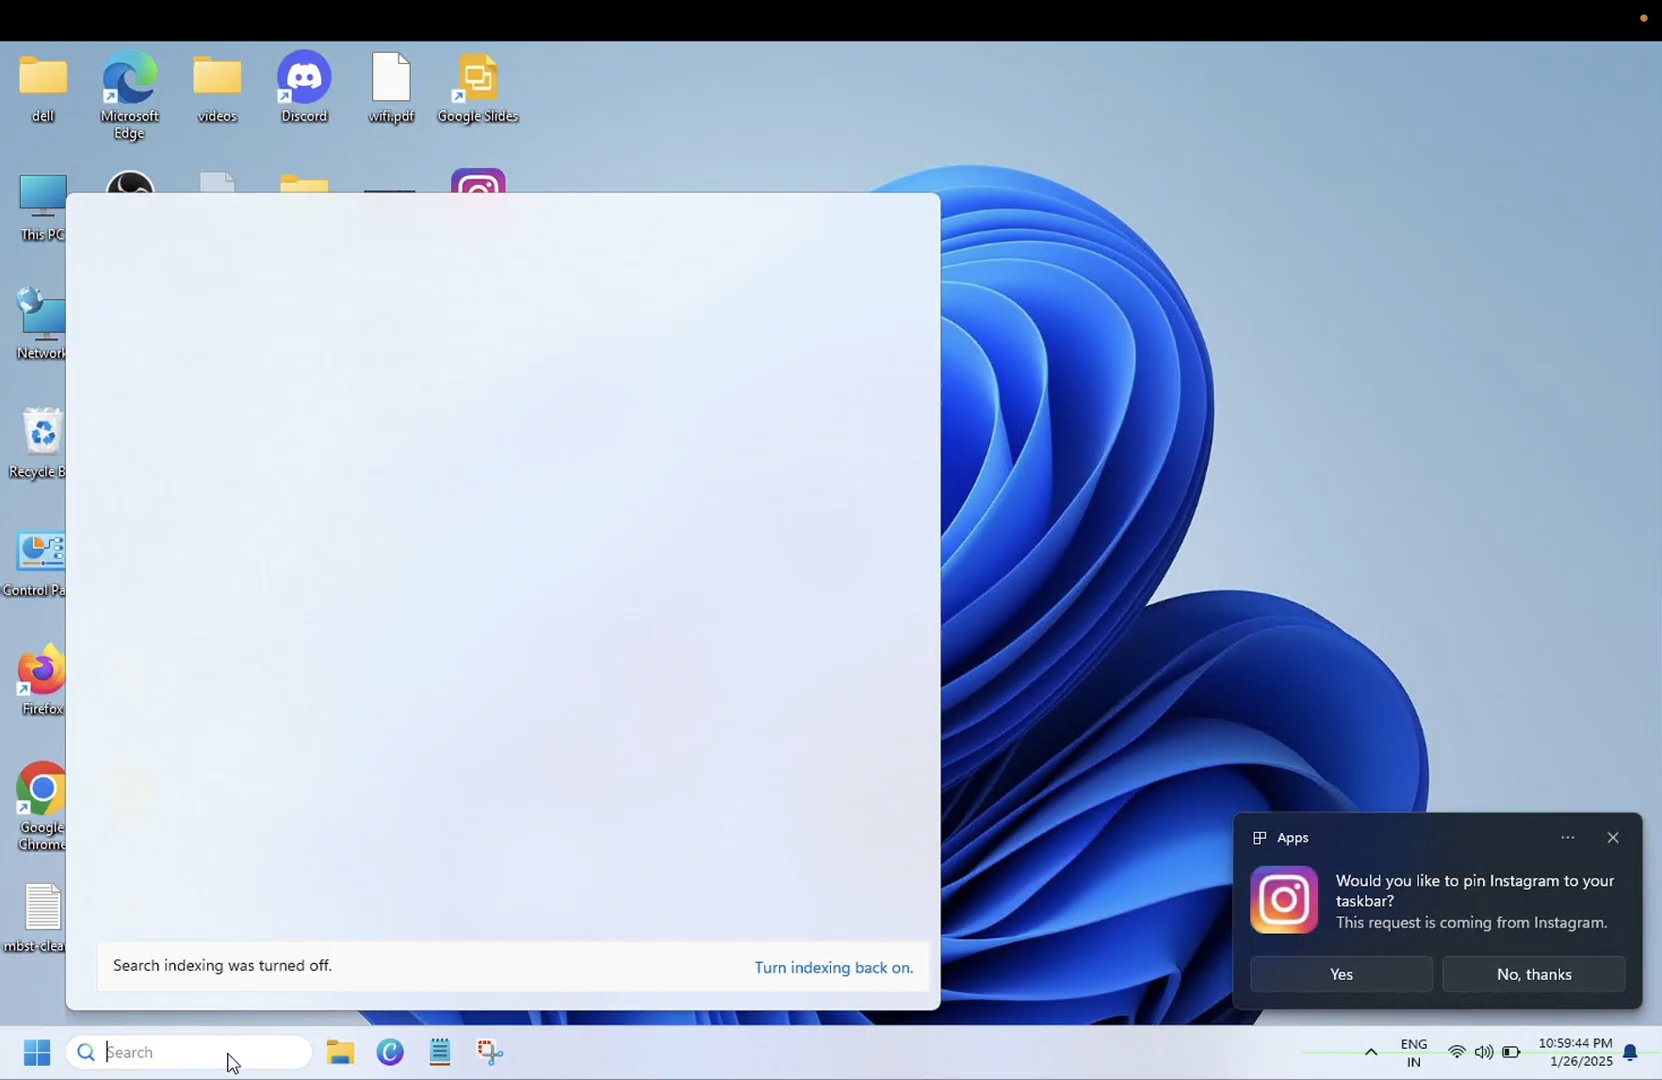 dell
Microsoft
Edge
videos
Discord
wifi.pdf
Google Slides
This PC
Network
Recycle B
Control Pa
Firefox
Google
Chrome
mbst-clea
Search indexing was turned off.
Turn indexing back on.
Apps
Would you like to pin Instagram to your
taskbar?
This request is coming from Instagram.
Yes
No, thanks
Search
ENG
IN
10:59:44 PM
1/26/2025